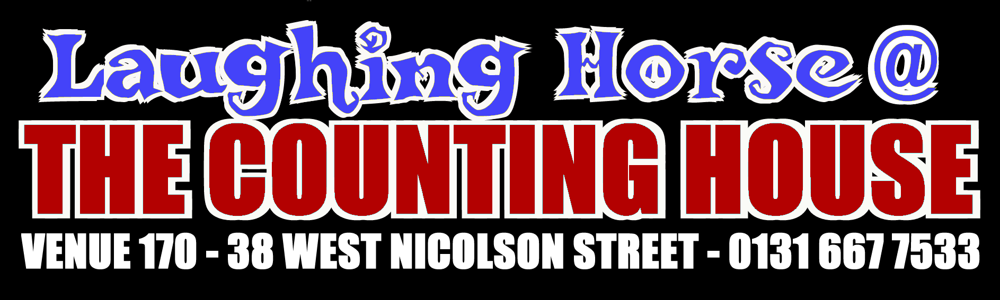 Laughing Horse @
THE COUNTING HOUSE
VENUE 170 - 38 WEST NICOLSON STREET - 0131 667 7533